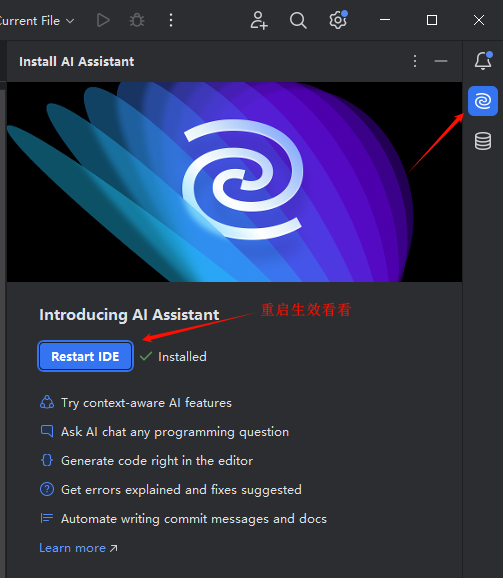 Current File
Install AI Assistant
Introducing AI Assistant
重启生效看看
Restart IDE
Installed
Try context-aware AI features
Ask AI chat any programming question
Generate code right in the editor
Get errors explained and fixes suggested
Automate writing commit messages and docs
Learn more